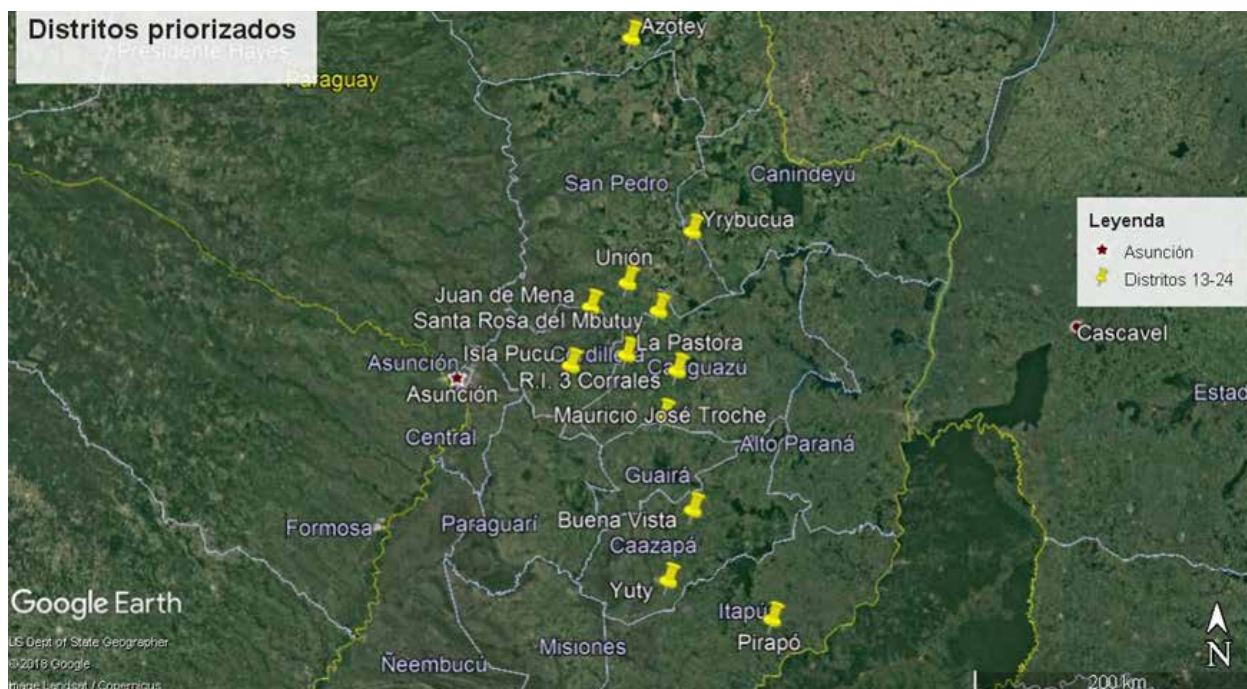 Distritos priorizados
Presidente Hayes
Azotey
Paraguay
San Pedro
Canindeyú
Yrybucua
Leyenda
Asunción
Distritos 13-24
Unión
Juan de Mena
Santa Rosa del Mbutuy
Cascavel
La Pastora
Isla Pucu
Cordillera
Asunción
Caaguazú
R.I. 3 Corrales
Asunción
Estad
Mauricio José Troche
Central
Alto Paraná
Guairá
Buena Vista
Formosa
Paraguarí
Caazapá
Yuty
Google Earth
Itapú
US Dept of State Geographer
Pirapó
Misiones
©2018 Google
Ñeembucú
Image Landsat / Copernicus
200 km
N